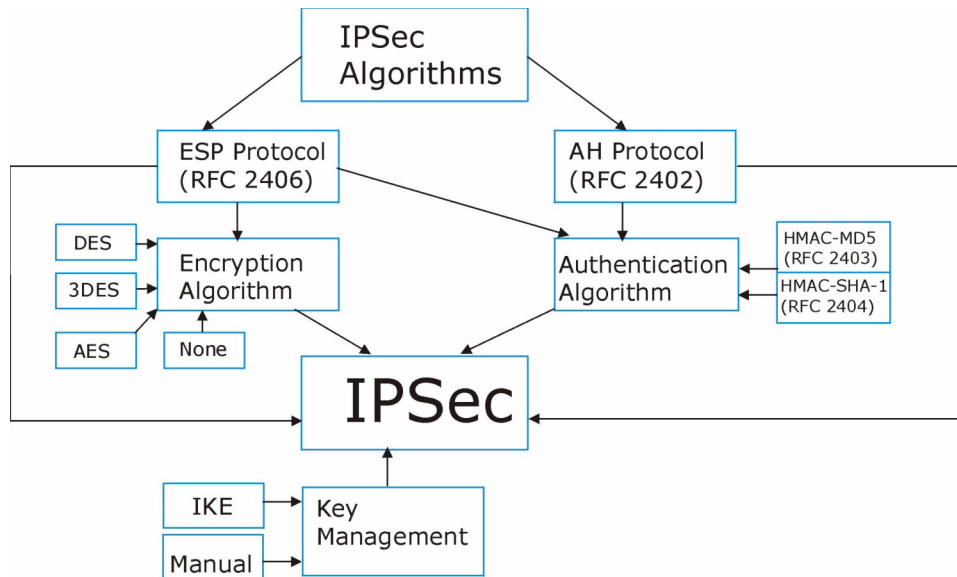 IPSec
Algorithms
ESP Protocol
(RFC 2406)
AH Protocol
(RFC 2402)
DES
3DES
AES
None
Encryption
Algorithm
Authentication
Algorithm
HMAC-MD5
(RFC 2403)
HMAC-SHA-1
(RFC 2404)
IPSec
IKE
Manual
Key
Management